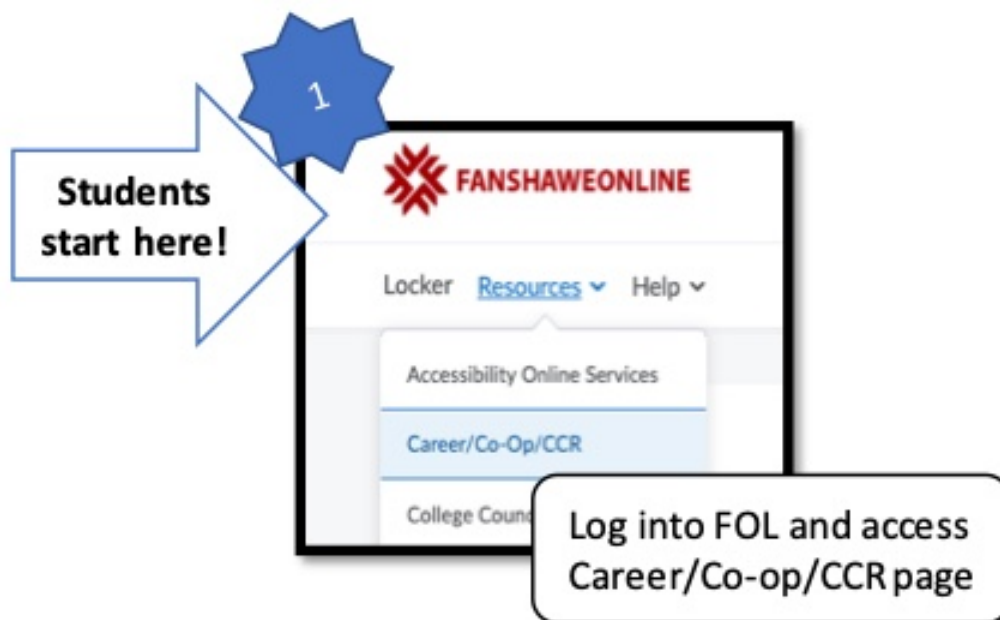 1
Students
start here!
FANSHAWEONLINE
Locker Resources Help
Accessibility Online Services
Career/Co-Op/CCR
College
Log into FOL and access
Career/Co-op/CCR page